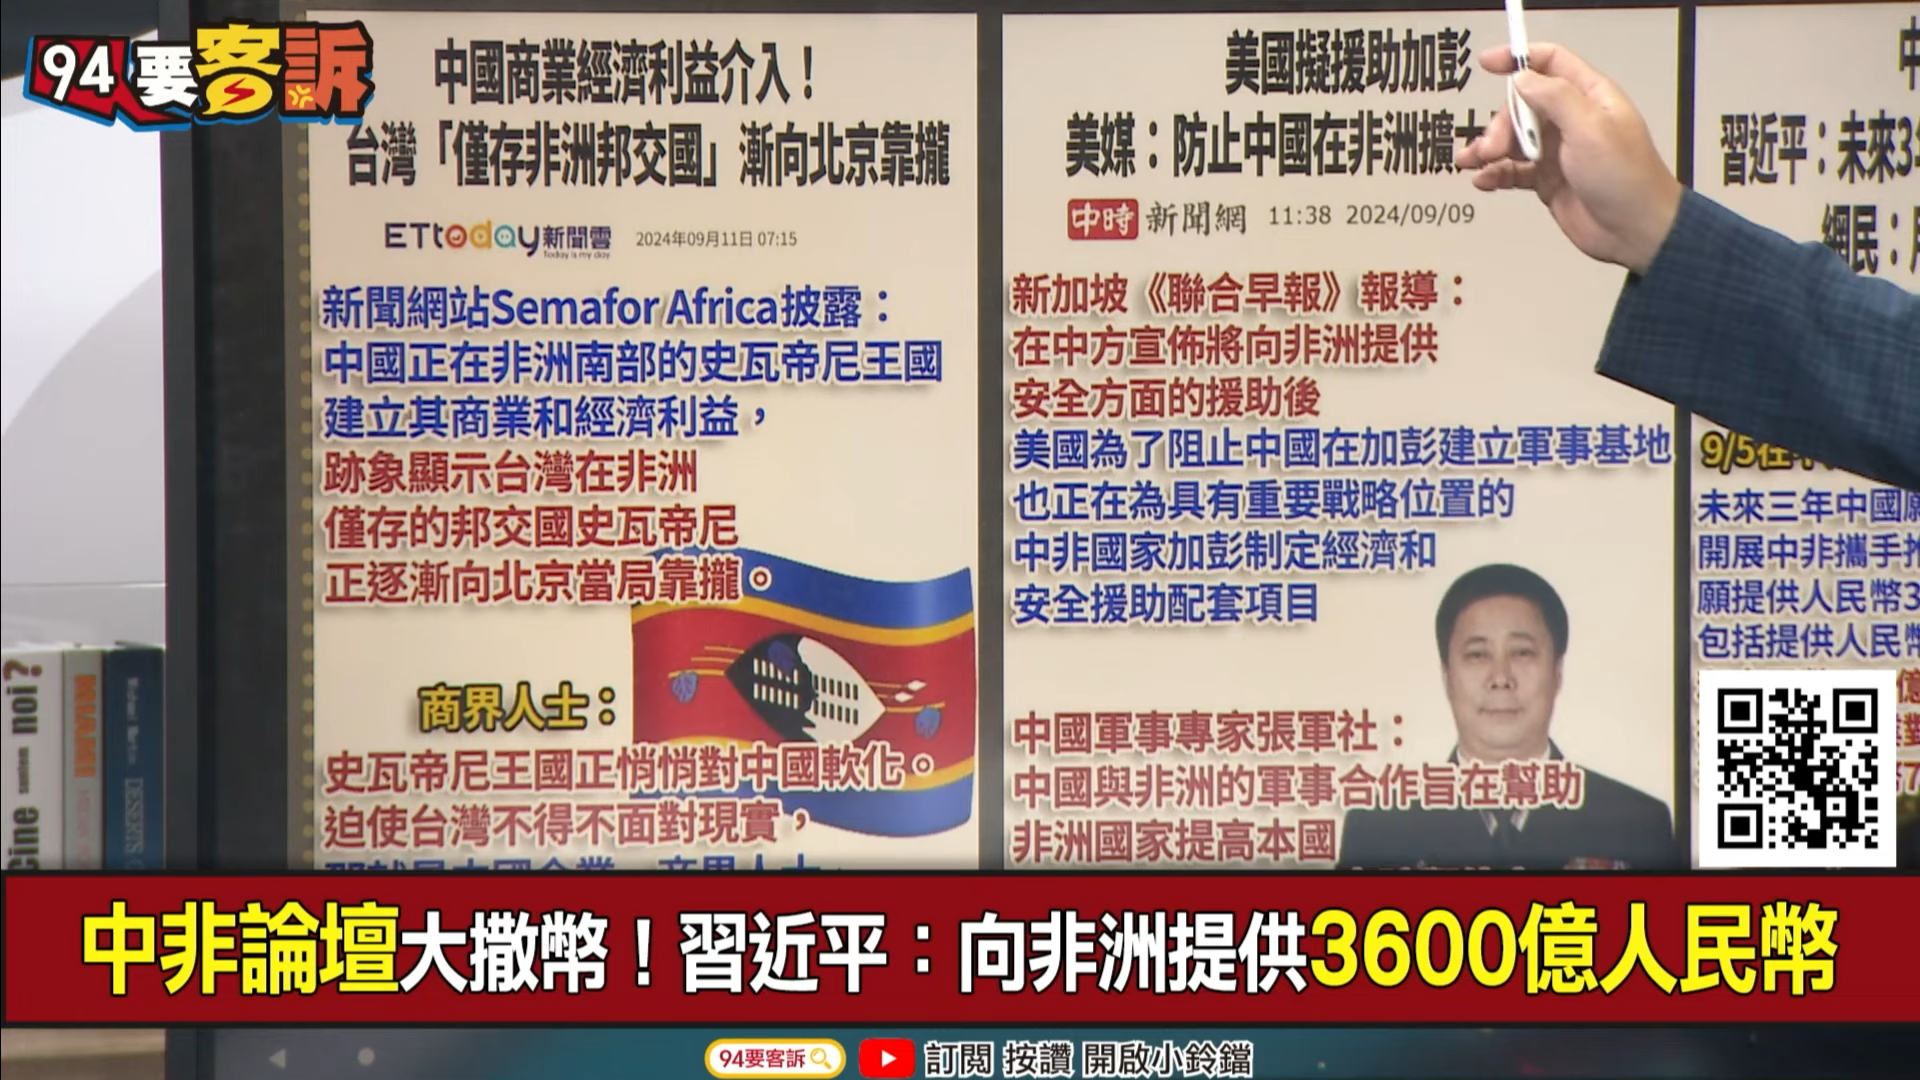 94要客訴
中國商業經濟利益介入！
台灣「僅存非洲邦交國」漸向北京靠攏
ETtoday新聞雲 2024年09月11日 07:15
Today is my day
新聞網站Semafor Africa披露：
中國正在非洲南部的史瓦帝尼王國
建立其商業和經濟利益，
跡象顯示台灣在非洲
僅存的邦交國史瓦帝尼
正逐漸向北京當局靠攏。
商界人士：
史瓦帝尼王國正悄悄對中國軟化。
迫使台灣不得不面對現實，
美國擬援助加彭
美媒：防止中國在非洲擴大
中時 新聞網 11:38 2024/09/09
新加坡《聯合早報》報導：
在中方宣佈將向非洲提供
安全方面的援助後
美國為了阻止中國在加彭建立軍事基地
也正在為具有重要戰略位置的
中非國家加彭制定經濟和
安全援助配套項目
中國軍事專家張軍社：
中國與非洲的軍事合作旨在幫助
非洲國家提高本國
習近平：未來3
網民：
9/5在
未來三年中國願
開展中非攜手推
願提供人民幣3
包括提供人民幣
億
noi?
cine
中非論壇大撒幣！習近平：向非洲提供3600億人民幣
94要客訴 訂閱 按讚 開啟小鈴鐺